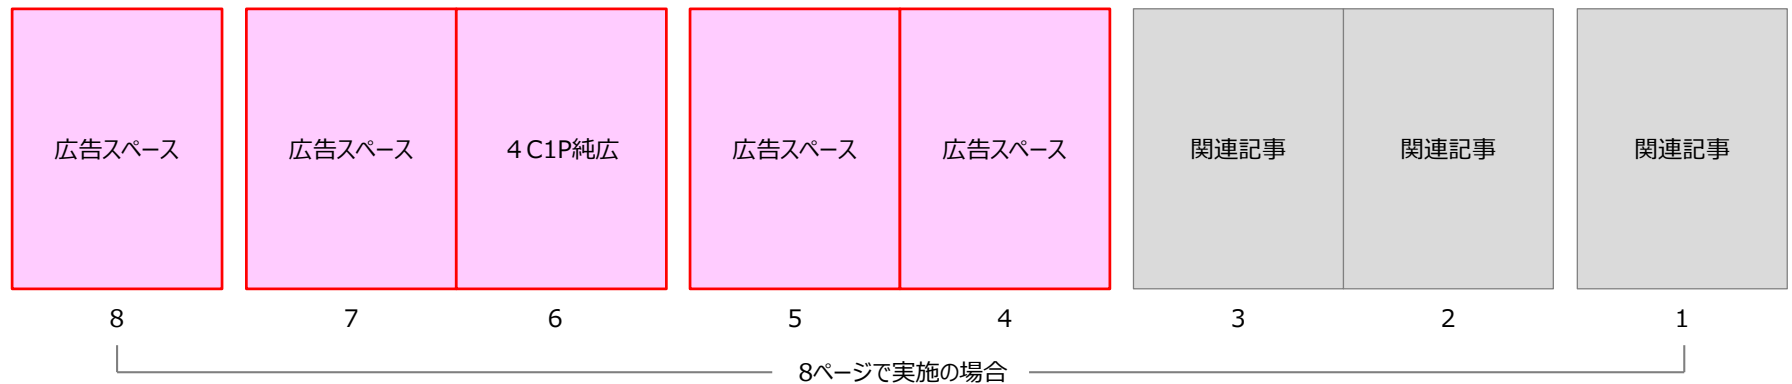 広告スペース
広告スペース
４C1P純広
広告スペース
広告スペース
関連記事
関連記事
関連記事
8
7
6
5
4
3
2
1
8ページで実施の場合